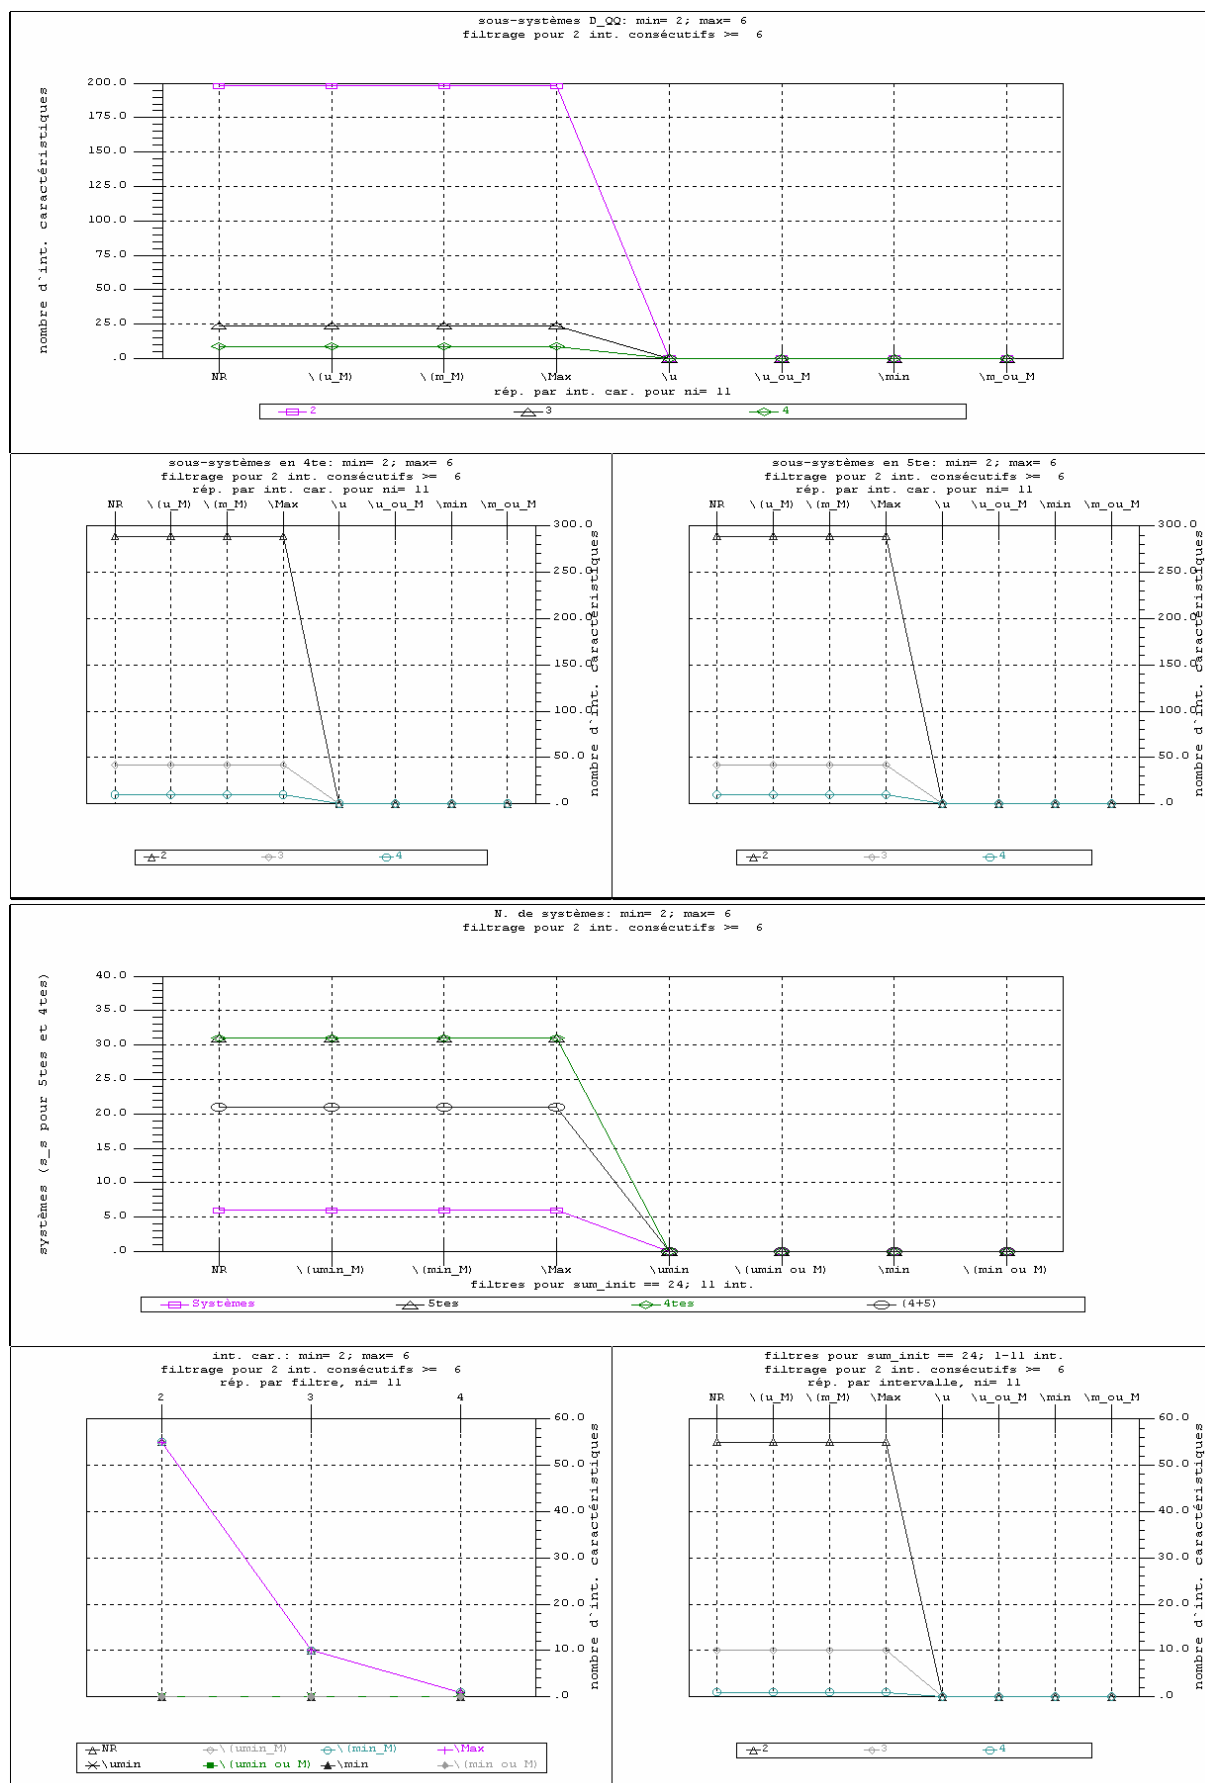 sous-systèmes D_QQ: min= 2; max= 6
filtrage pour 2 int. consécutifs >=  6
nombre d`int. caractéristiques
200.0
175.0
150.0
125.0
100.0
75.0
50.0
25.0
.0
NR \(u_M) \(m_M) \Max \u \u_ou_M \min \m_ou_M
rép. par int. car. pour ni= 11
2 3 4
sous-systèmes en 4te: min= 2; max= 6
filtrage pour 2 int. consécutifs >=  6
rép. par int. car. pour ni= 11
NR \(u_M) \(m_M) \Max \u \u_ou_M \min \m_ou_M
300.0
250.0
200.0
150.0
100.0
50.0
.0
nombre d`int. caractéristiques
2 3 4
sous-systèmes en 5te: min= 2; max= 6
filtrage pour 2 int. consécutifs >=  6
rép. par int. car. pour ni= 11
NR \(u_M) \(m_M) \Max \u \u_ou_M \min \m_ou_M
300.0
250.0
200.0
150.0
100.0
50.0
.0
nombre d`int. caractéristiques
2 3 4
N. de systèmes: min= 2; max= 6
filtrage pour 2 int. consécutifs >=  6
systèmes (s_s pour 5tes et 4tes)
40.0
35.0
30.0
25.0
20.0
15.0
10.0
5.0
.0
NR \(umin_M) \(min_M) \Max \umin \(umin ou M) \min \(min ou M)
filtres pour sum_init == 24; 11 int.
Systèmes 5tes 4tes (4+5)
int. car.: min= 2; max= 6
filtrage pour 2 int. consécutifs >=  6
rép. par filtre, ni= 11
2 3 4
60.0
50.0
40.0
30.0
20.0
10.0
.0
nombre d`int. caractéristiques
NR \(umin_M) \(min_M) \Max
\umin \(umin ou M) \min \(min ou M)
filtres pour sum_init == 24; 1-11 int.
filtrage pour 2 int. consécutifs >=  6
rép. par intervalle, ni= 11
NR \(u_M) \(m_M) \Max \u \u_ou_M \min \m_ou_M
60.0
50.0
40.0
30.0
20.0
10.0
.0
nombre d`int. caractéristiques
2 3 4